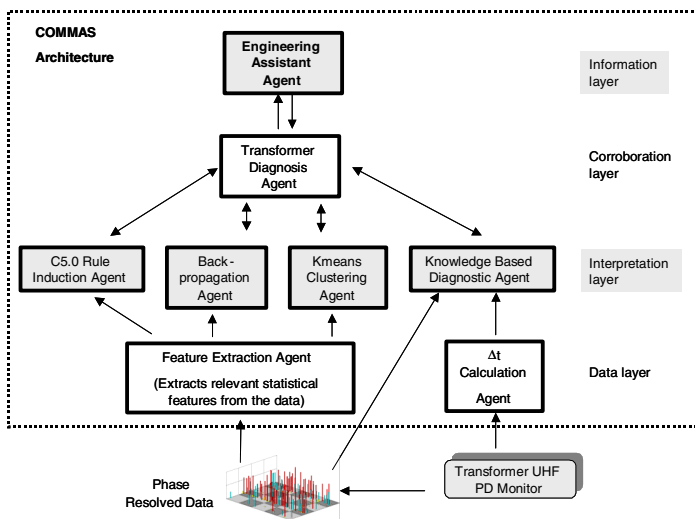 COMMAS
Architecture
Engineering
Assistant
Agent
Information
layer
Transformer
Diagnosis
Agent
Corroboration
layer
C5.0 Rule
Induction Agent
Back-
propagation
Agent
Kmeans
Clustering
Agent
Knowledge Based
Diagnostic Agent
Interpretation
layer
Feature Extraction Agent
(Extracts relevant statistical
features from the data)
Δt
Calculation
Agent
Data layer
Phase
Resolved Data
Transformer UHF
PD Monitor